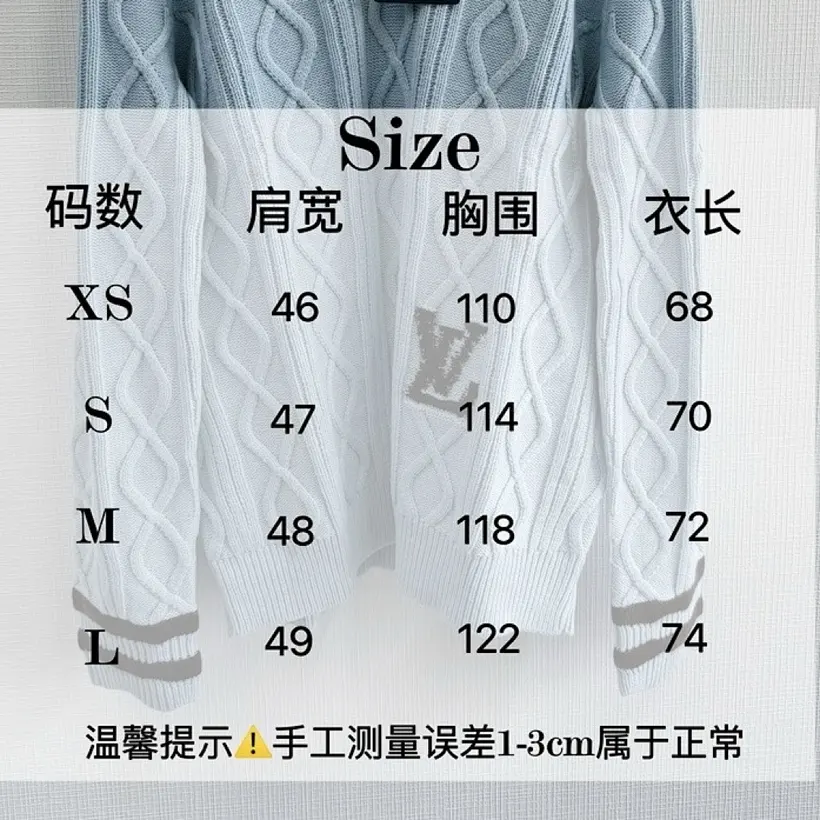 Size
码数 肩宽 胸围 衣长
XS 46 110 68
S 47 114 70
M 48 118 72
L 49 122 74
温馨提示⚠️手工测量误差1-3cm属于正常
LV